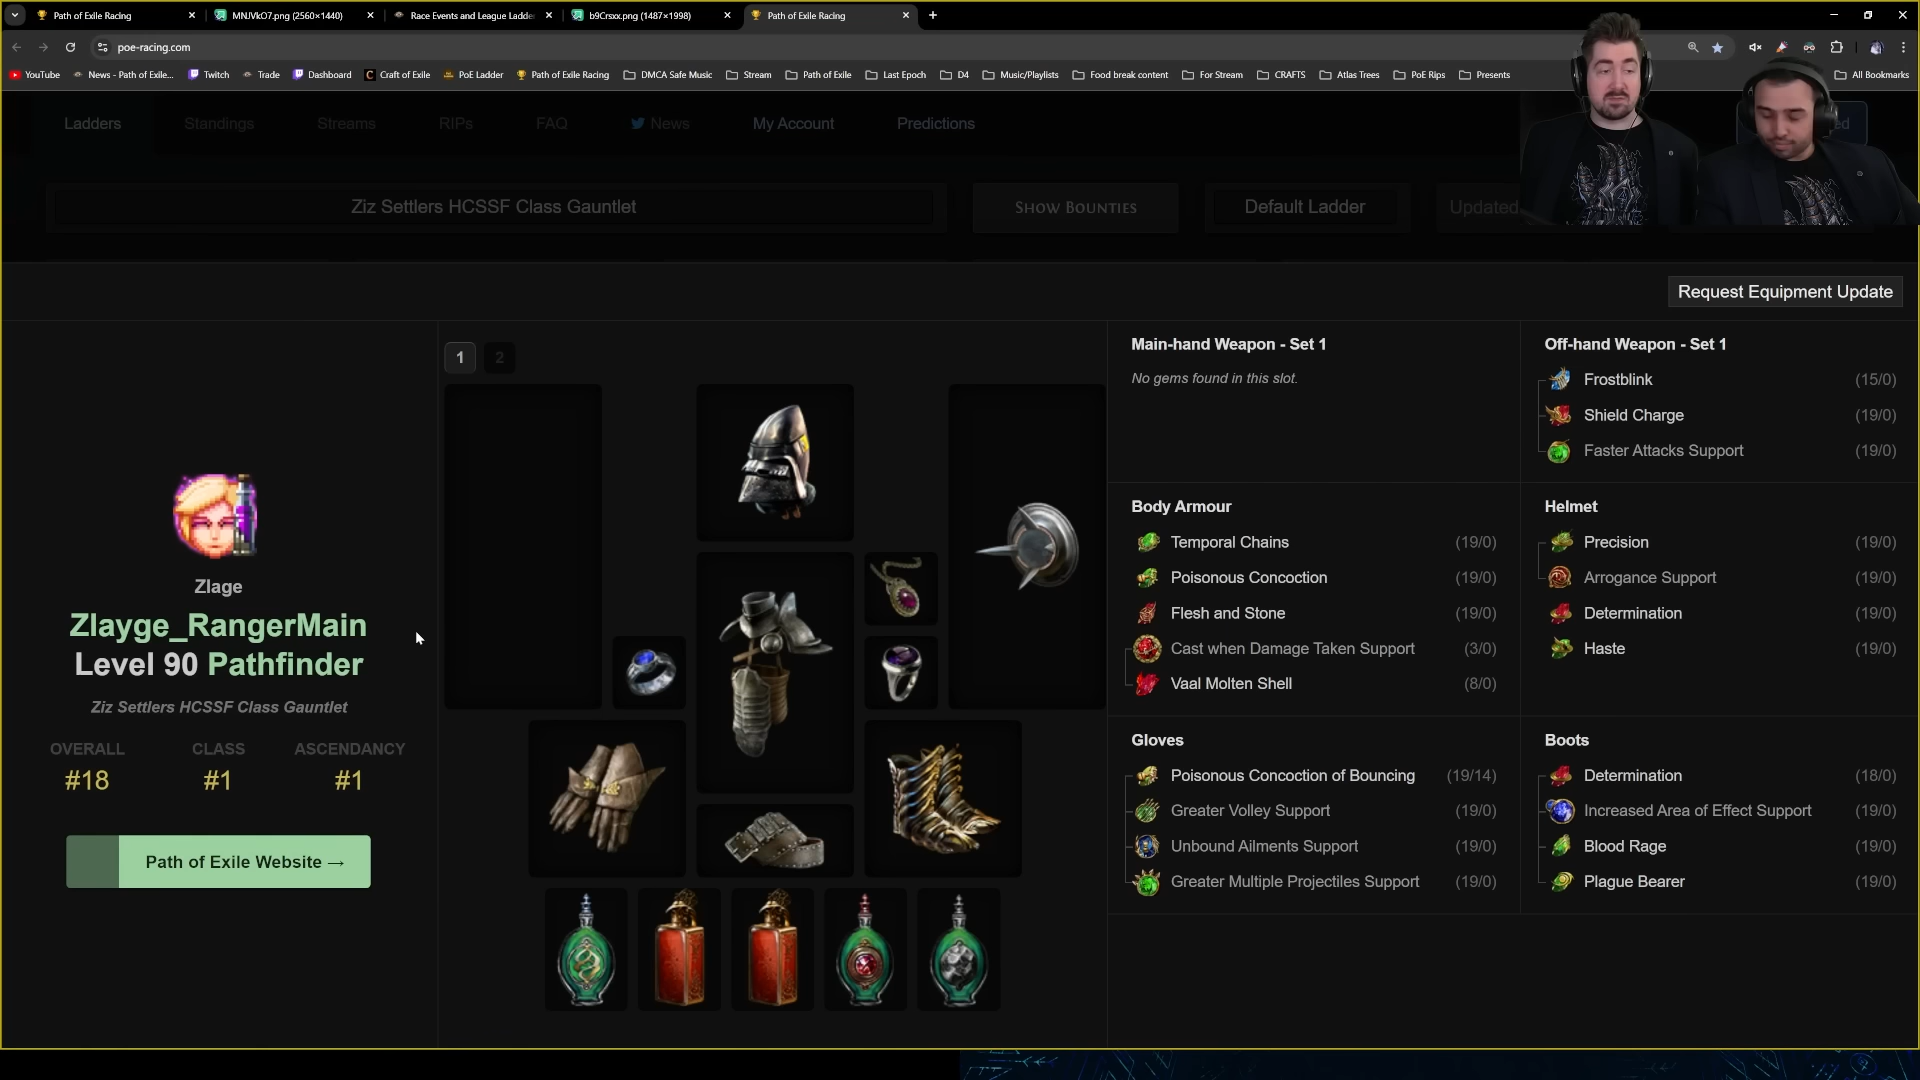 Path of Exile Racing
MNJVkO7.png (2560×1440)
Race Events and League Ladder
b9Crsxx.png (1487×1998)
Path of Exile Racing
poe-racing.com
YouTube
News - Path of Exile...
Twitch
Trade
Dashboard
Craft of Exile
PoE Ladder
Path of Exile Racing
DMCA Safe Music
Stream
Path of Exile
Last Epoch
D4
Music/Playlists
Food break content
For Stream
CRAFTS
Atlas Trees
PoE Rips
Presents
All Bookmarks
Ladders
Standings
Streams
RIPs
FAQ
News
My Account
Predictions
Ziz Settlers HCSSF Class Gauntlet
SHOW BOUNTIES
Default Ladder
Updated
Request Equipment Update
1
2
Zlage
Zlayge_RangerMain
Level 90 Pathfinder
Ziz Settlers HCSSF Class Gauntlet
OVERALL CLASS ASCENDANCY
#18 #1 #1
Path of Exile Website →
Main-hand Weapon - Set 1
No gems found in this slot.
Off-hand Weapon - Set 1
Frostblink (15/0)
Shield Charge (19/0)
Faster Attacks Support (19/0)
Body Armour
Temporal Chains (19/0)
Poisonous Concoction (19/0)
Flesh and Stone (19/0)
Cast when Damage Taken Support (3/0)
Vaal Molten Shell (8/0)
Helmet
Precision (19/0)
Arrogance Support (19/0)
Determination (19/0)
Haste (19/0)
Gloves
Poisonous Concoction of Bouncing (19/14)
Greater Volley Support (19/0)
Unbound Ailments Support (19/0)
Greater Multiple Projectiles Support (19/0)
Boots
Determination (18/0)
Increased Area of Effect Support (19/0)
Blood Rage (19/0)
Plague Bearer (19/0)